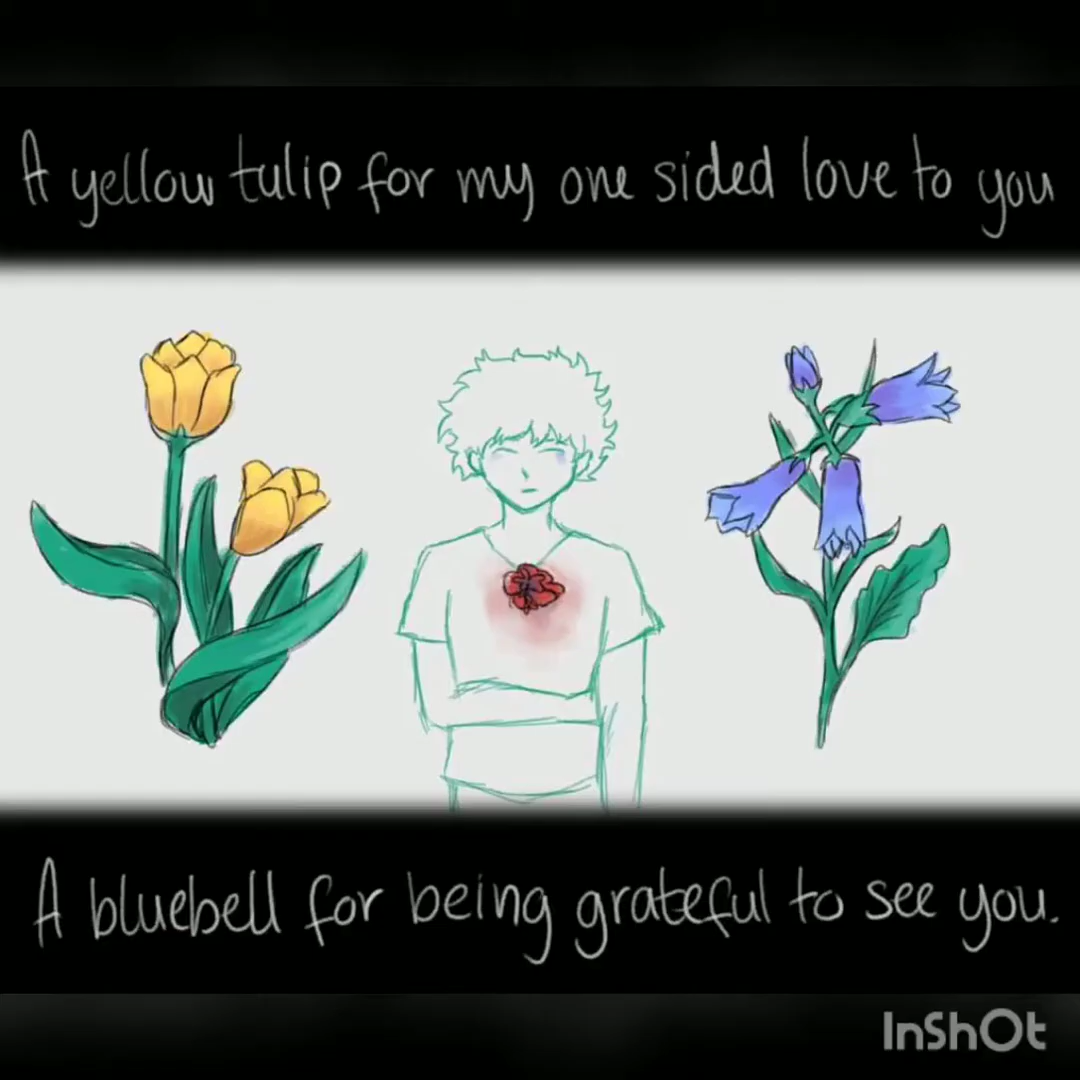 A yellow tulip for my one sided love to you
A bluebell for being grateful to see you.
InShOt